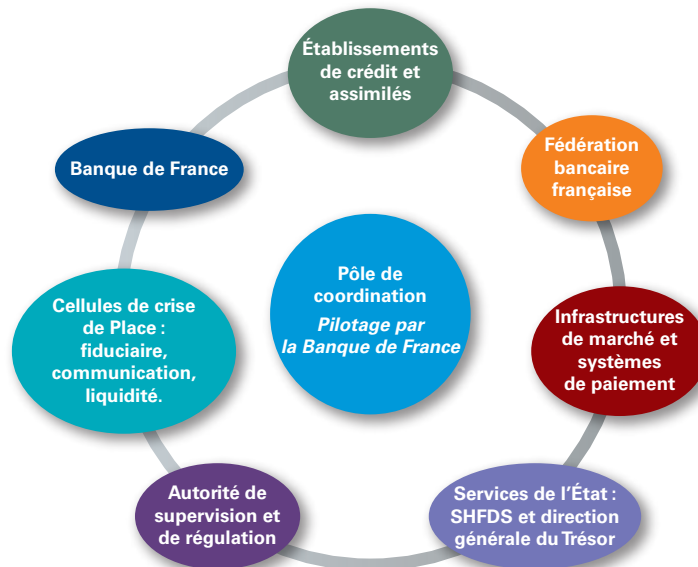 Établissements
de crédit et
assimilés
Fédération
bancaire
française
Banque de France
Pôle de
coordination
Pilotage par
la Banque de France
Infrastructures
de marché et
systèmes
de paiement
Cellules de crise
de Place :
fiduciaire,
communication,
liquidité.
Autorité de
supervision et
de régulation
Services de l’État :
SHFDS et direction
générale du Trésor